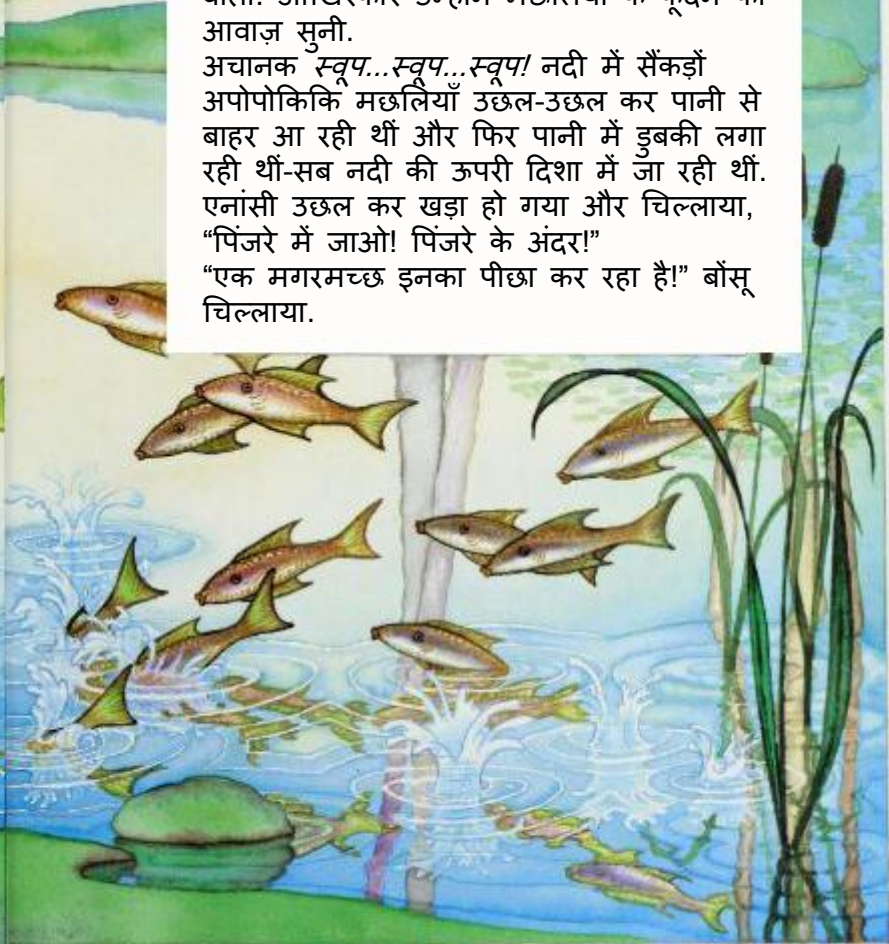 आवाज़ सुनी.
अचानक स्वूप...स्वूप...स्वूप! नदी में सैंकड़ों
अपोपोकिकि मछलियाँ उछल-उछल कर पानी से
बाहर आ रही थीं और फिर पानी में डुबकी लगा
रही थीं-सब नदी की ऊपरी दिशा में जा रही थीं.
एनांसी उछल कर खड़ा हो गया और चिल्लाया,
“पिंजरे में जाओ! पिंजरे के अंदर!”
“एक मगरमच्छ इनका पीछा कर रहा है!” बोंसू
चिल्लाया.